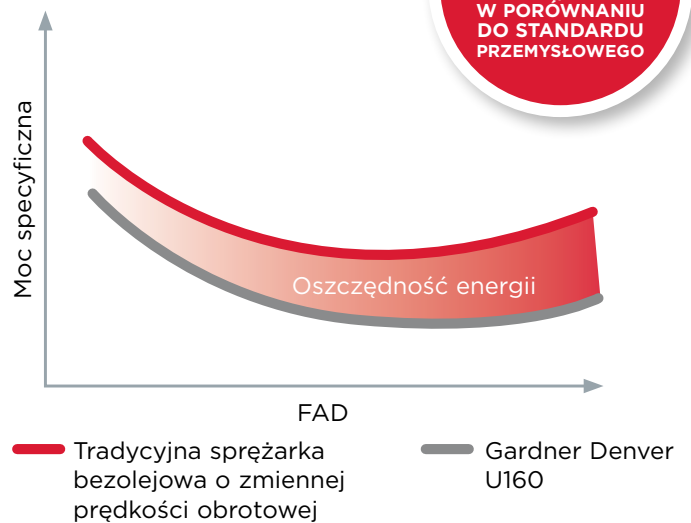 W PORÓWNANIU
DO STANDARDU
PRZEMYSŁOWEGO
Moc specyficzna
Oszczędność energii
FAD
Tradycyjna sprężarka
bezolejowa o zmiennej
prędkości obrotowej
Gardner Denver
U160